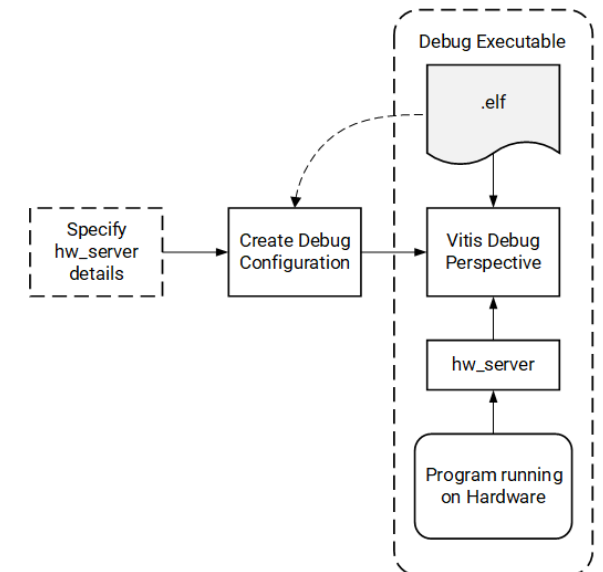 Debug Executable
.elf
Specify
hw_server
details
Create Debug
Configuration
Vitis Debug
Perspective
hw_server
Program running
on Hardware